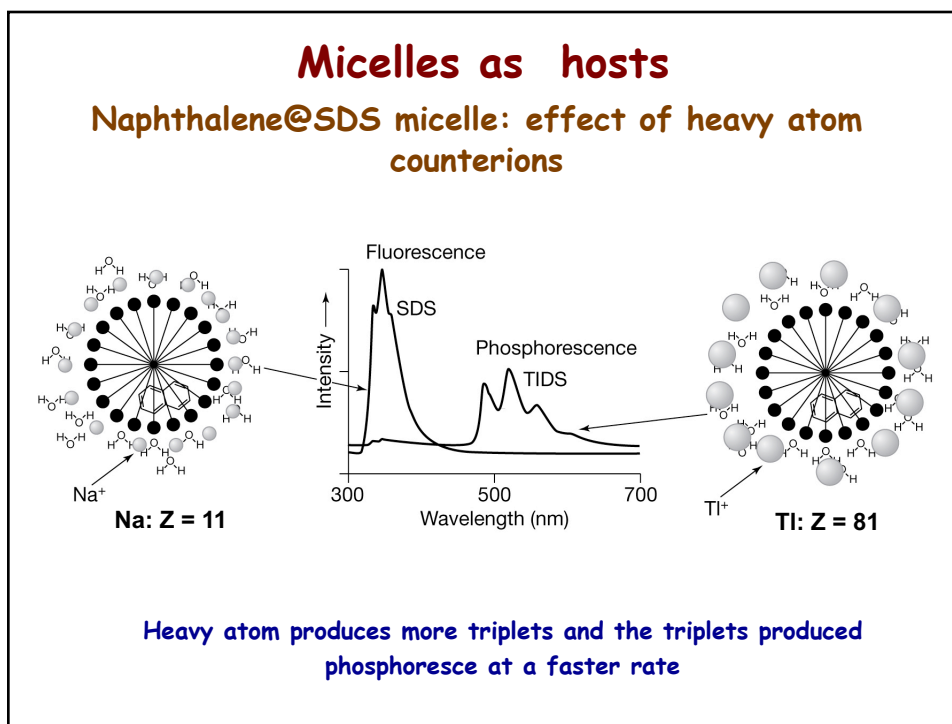 Micelles as hosts
Naphthalene@SDS micelle: effect of heavy atom
counterions
Fluorescence
SDS
Phosphorescence
TlDS
Intensity
300
500
700
Wavelength (nm)
Na⁺
Na: Z = 11
Tl⁺
Tl: Z = 81
Heavy atom produces more triplets and the triplets produced
phosphoresce at a faster rate